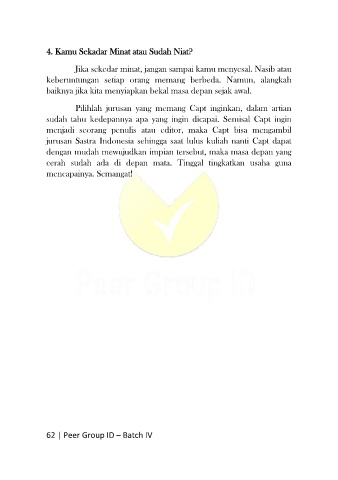 4. Kamu Sekadar Minat atau Sudah Niat?
Jika sekedar minat, jangan sampai kamu menyesal. Nasib atau
keberuntungan setiap orang memang berbeda. Namun, alangkah
baiknya jika kita menyiapkan bekal masa depan sejak awal.
Pilihlah jurusan yang memang Capt inginkan, dalam artian
sudah tahu kedepannya apa yang ingin dicapai. Semisal Capt ingin
menjadi seorang penulis atau editor, maka Capt bisa mengambil
jurusan Sastra Indonesia sehingga saat lulus kuliah nanti Capt dapat
dengan mudah mewujudkan impian tersebut, maka masa depan yang
cerah sudah ada di depan mata. Tinggal tingkatkan usaha guna
mencapainya. Semangat!
Peer Group ID
62 | Peer Group ID – Batch IV